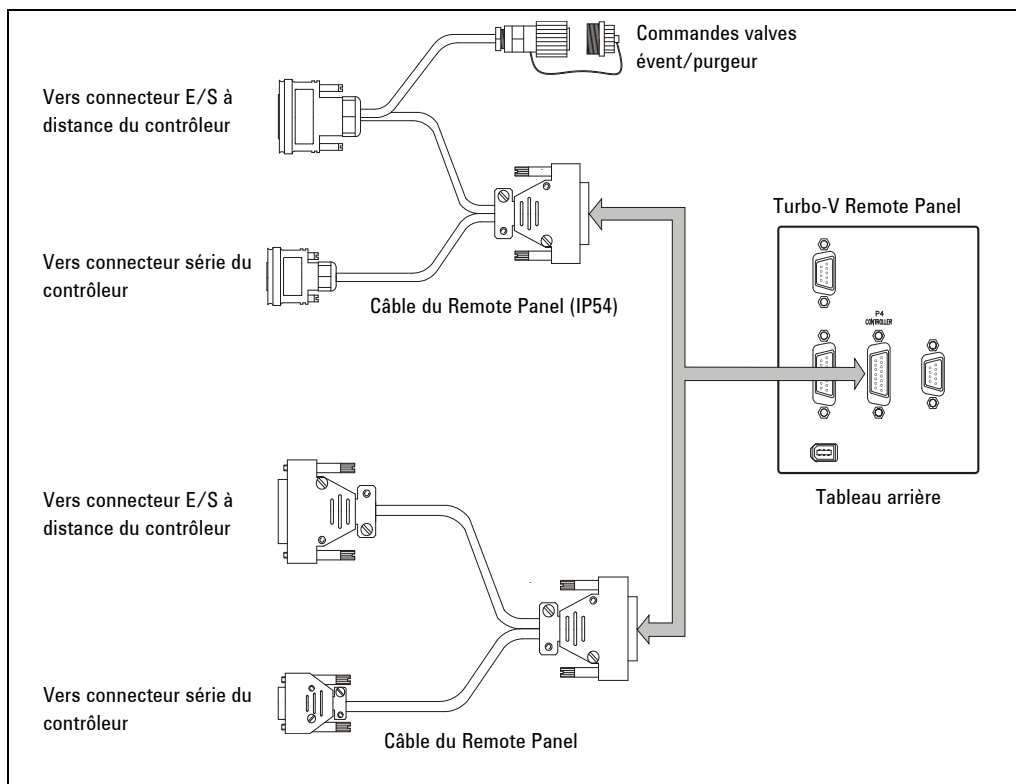 Commandes valves
évent/purgeur
Vers connecteur E/S à
distance du contrôleur
Turbo-V Remote Panel
Vers connecteur série du
contrôleur
Câble du Remote Panel (IP54)
P4
CONTROLLER
Vers connecteur E/S à
distance du contrôleur
Tableau arrière
Vers connecteur série du
contrôleur
Câble du Remote Panel